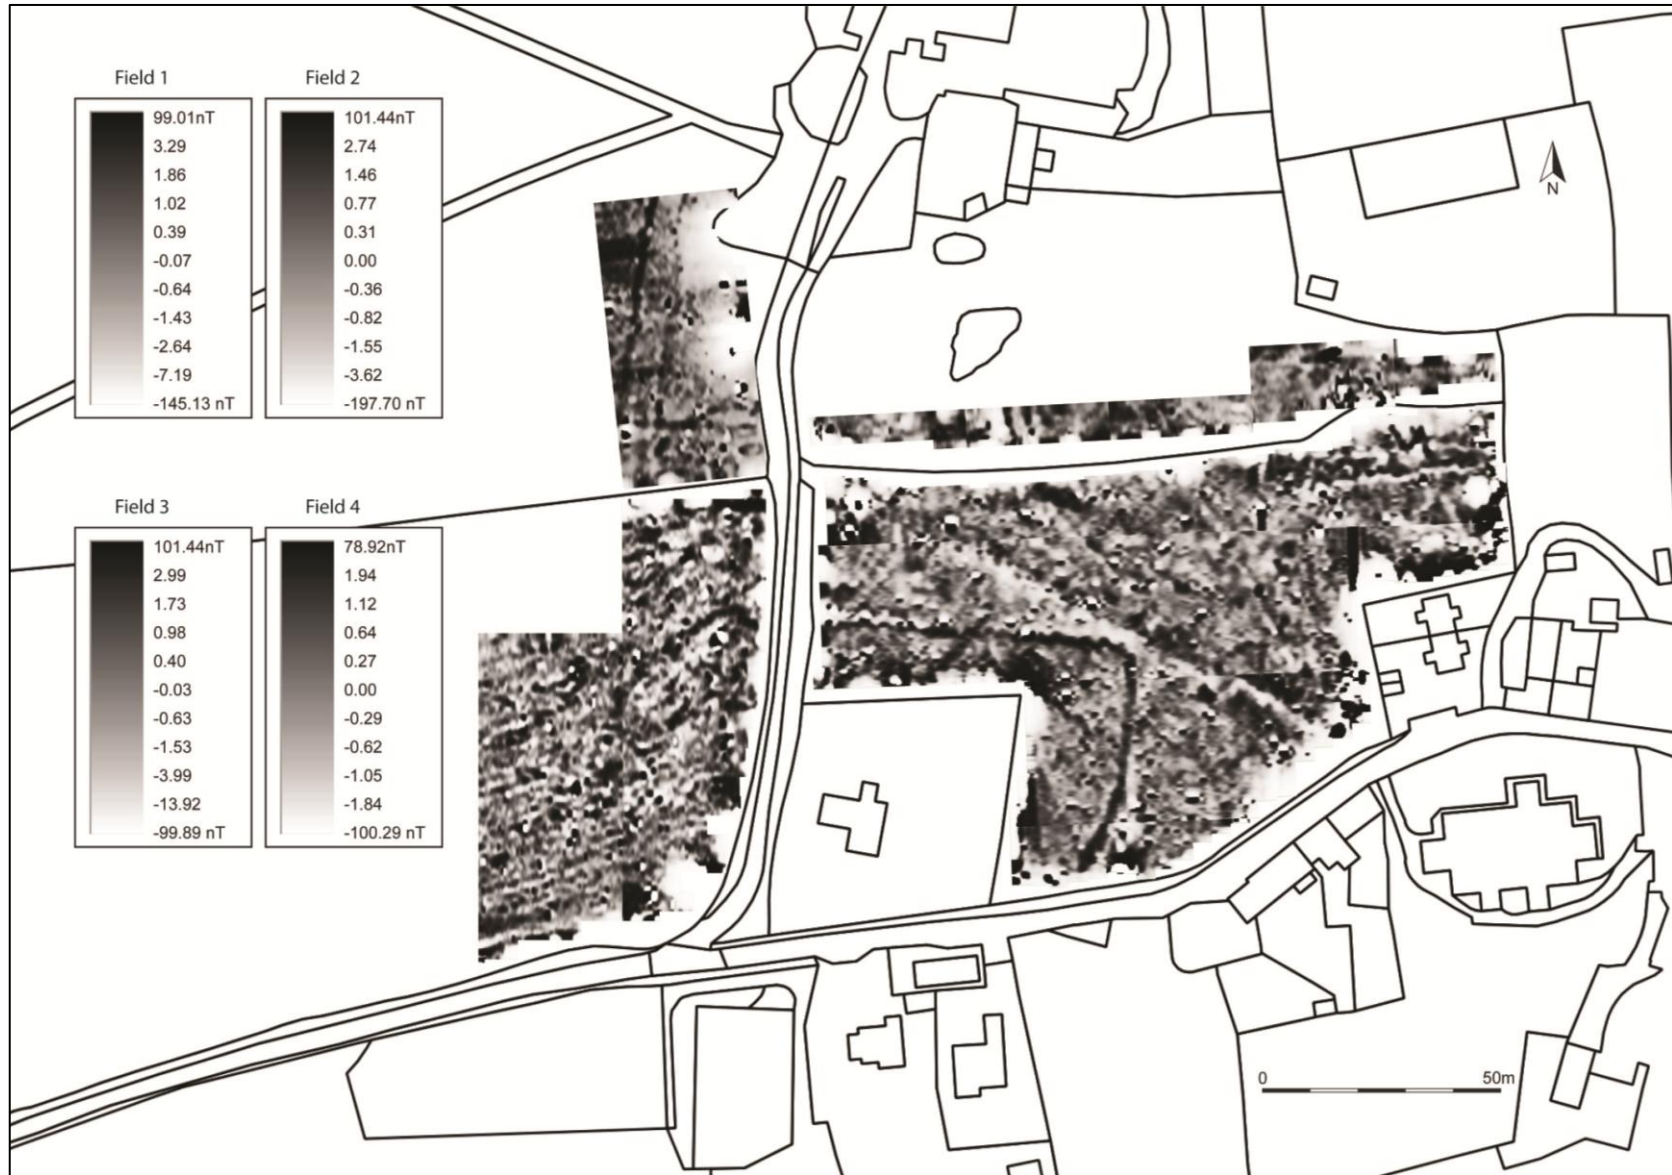 Field 1
99.01nT
3.29
1.86
1.02
0.39
-0.07
-0.64
-1.43
-2.64
-7.19
-145.13 nT
Field 2
101.44nT
2.74
1.46
0.77
0.31
0.00
-0.36
-0.82
-1.55
-3.62
-197.70 nT
Field 3
101.44nT
2.99
1.73
0.98
0.40
-0.03
-0.63
-1.53
-3.99
-13.92
-99.89 nT
Field 4
78.92nT
1.94
1.12
0.64
0.27
0.00
-0.29
-0.62
-1.05
-1.84
-100.29 nT
N
0 50m